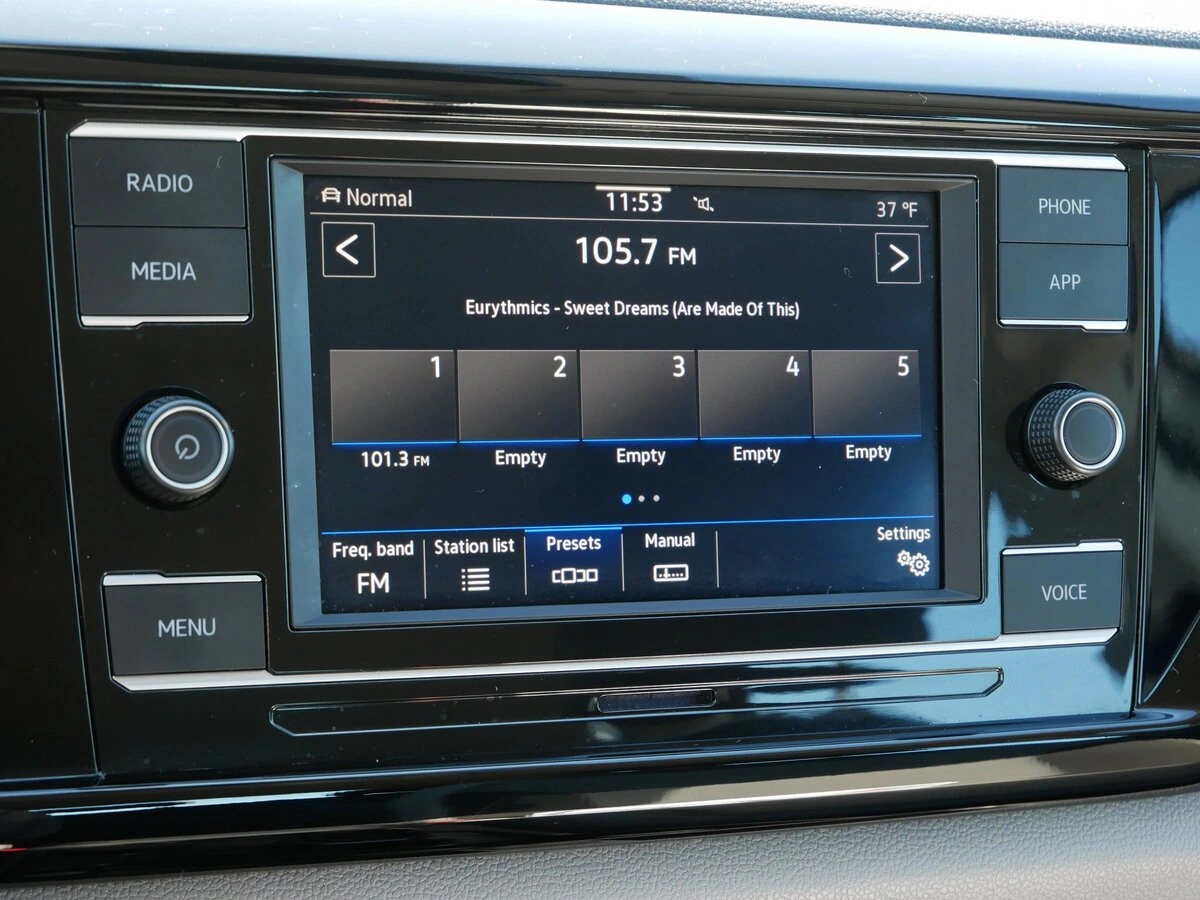 RADIO
MEDIA
MENU
PHONE
APP
VOICE
Normal 11:53 37 °F
< 105.7 FM >
Eurythmics - Sweet Dreams (Are Made Of This)
1 2 3 4 5
101.3 FM Empty Empty Empty Empty
Freq. band Station list Presets Manual Settings
FM